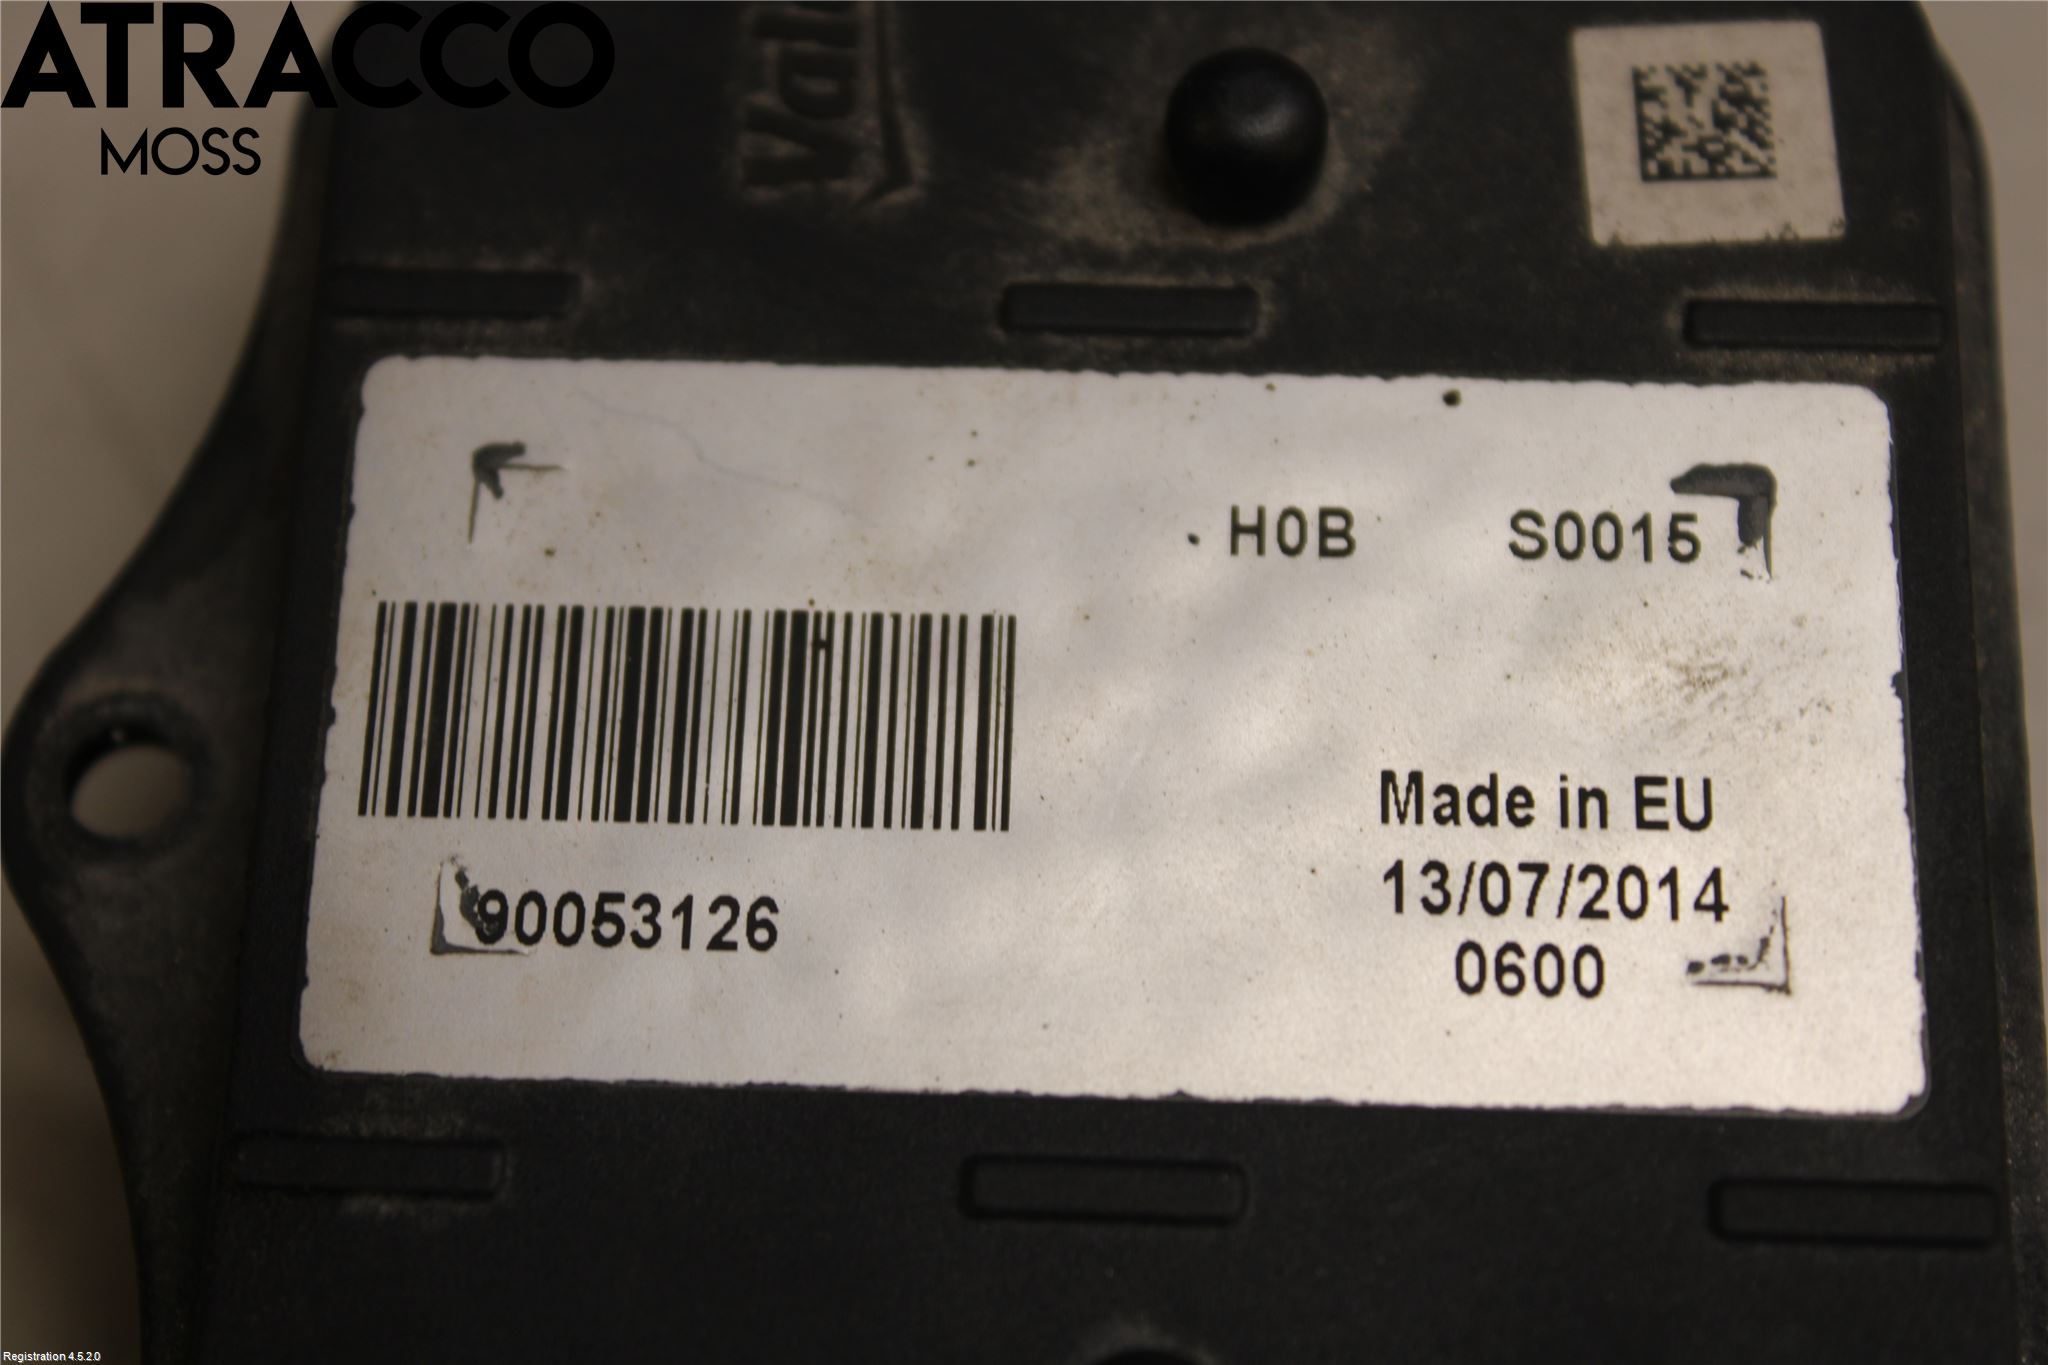 ATRACCO
MOSS
H0B S0015
Made in EU
90053126
13/07/2014
0600
Registration 4.5.2.0